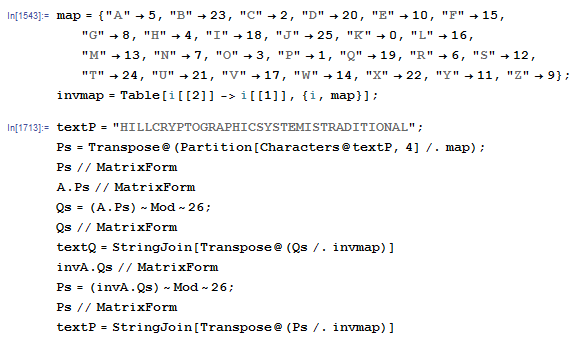 In[1543]:= map = {"A" → 5, "B" → 23, "C" → 2, "D" → 20, "E" → 10, "F" → 15,
"G" → 8, "H" → 4, "I" → 18, "J" → 25, "K" → 0, "L" → 16,
"M" → 13, "N" → 7, "O" → 3, "P" → 1, "Q" → 19, "R" → 6, "S" → 12,
"T" → 24, "U" → 21, "V" → 17, "W" → 14, "X" → 22, "Y" → 11, "Z" → 9};
invmap = Table[i[[2]] -> i[[1]], {i, map}];
In[1713]:= textP = "HILLCRYPTOGRAPHICSYSTEMISTRADITIONAL";
Ps = Transpose@(Partition[Characters@textP, 4] /. map);
Ps // MatrixForm
A.Ps // MatrixForm
Qs = (A.Ps) ~ Mod ~ 26;
Qs // MatrixForm
textQ = StringJoin[Transpose@(Qs /. invmap)]
invA.Qs // MatrixForm
Ps = (invA.Qs) ~ Mod ~ 26;
Ps // MatrixForm
textP = StringJoin[Transpose@(Ps /. invmap)]